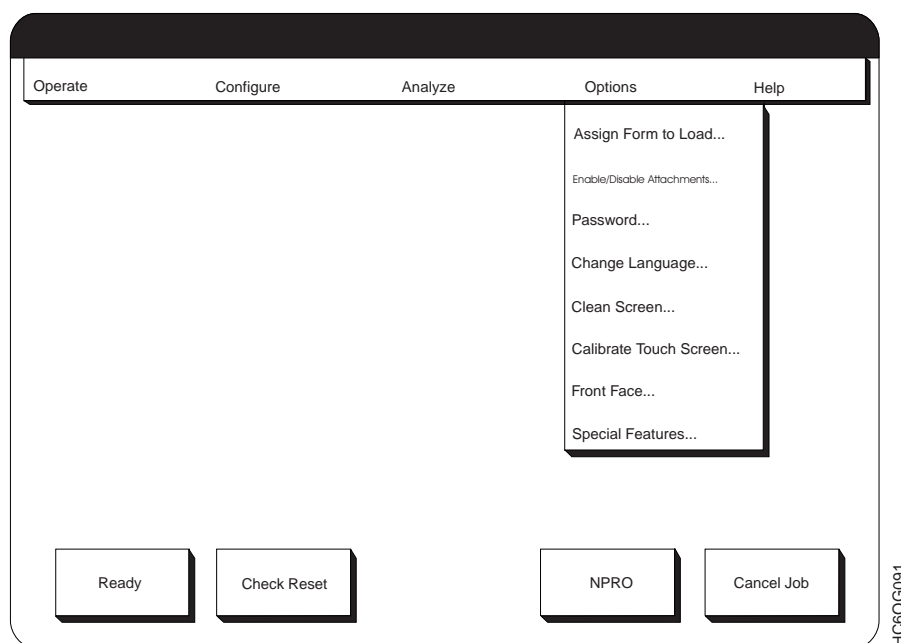 Operate Configure Analyze Options Help
Assign Form to Load...
Enable/Disable Attachments...
Password...
Change Language...
Clean Screen...
Calibrate Touch Screen...
Front Face...
Special Features...
Ready Check Reset NPRO Cancel Job
HC6OG091